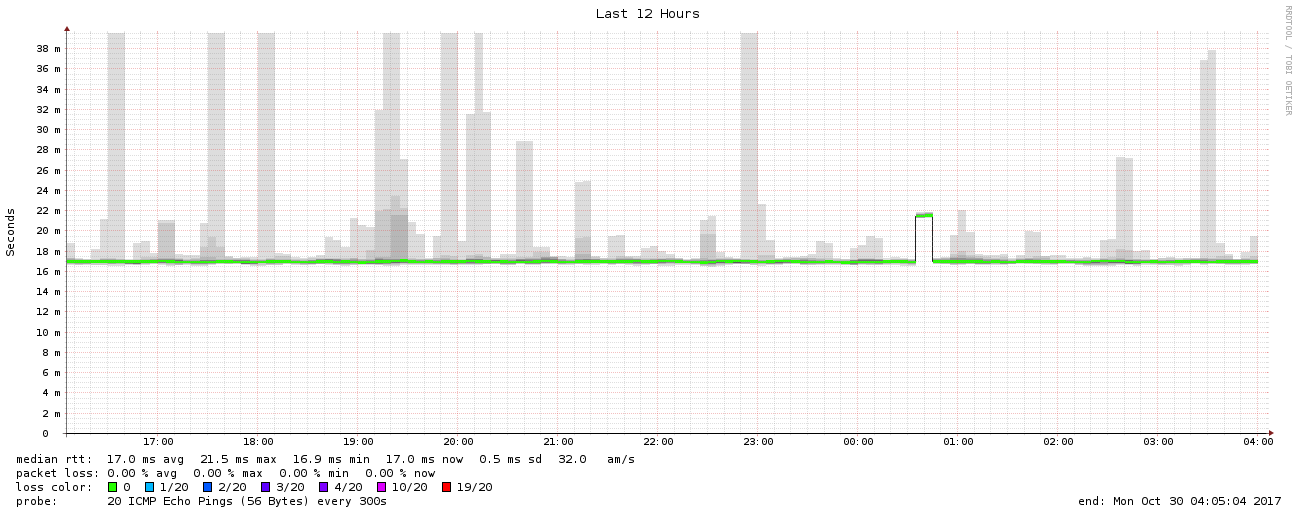 Last 12 Hours
RRDTOOL / TOBI OETIKER
Seconds
38 m
36 m
34 m
32 m
30 m
28 m
26 m
24 m
22 m
20 m
18 m
16 m
14 m
12 m
10 m
8 m
6 m
4 m
2 m
0
17:00 18:00 19:00 20:00 21:00 22:00 23:00 00:00 01:00 02:00 03:00 04:00
median rtt: 17.0 ms avg 21.5 ms max 16.9 ms min 17.0 ms now 0.5 ms sd 32.0 am/s
packet loss: 0.00 % avg 0.00 % max 0.00 % min 0.00 % now
loss color: 0 1/20 2/20 3/20 4/20 10/20 19/20
probe: 20 ICMP Echo Pings (56 Bytes) every 300s end: Mon Oct 30 04:05:04 2017